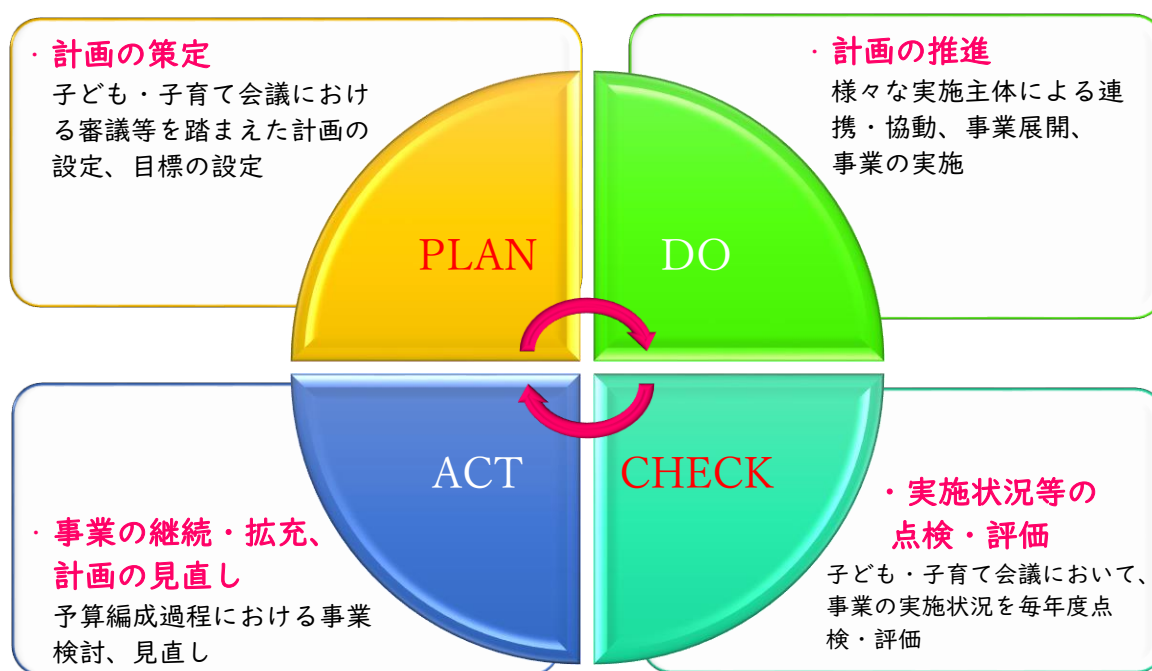 ・計画の策定
子ども・子育て会議におけ
る審議等を踏まえた計画の
設定、目標の設定
・計画の推進
様々な実施主体による連
携・協動、事業展開、
事業の実施
PLAN
DO
ACT
CHECK
・事業の継続・拡充、
計画の見直し
予算編成過程における事業
検討、見直し
・実施状況等の
点検・評価
子ども・子育て会議において、
事業の実施状況を毎年度点
検・評価